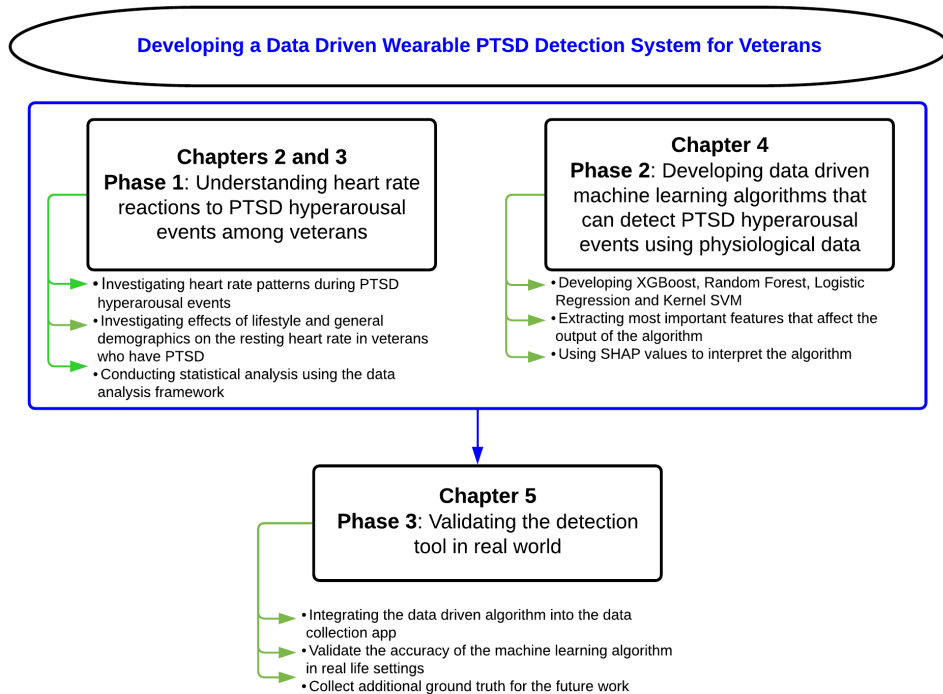 Developing a Data Driven Wearable PTSD Detection System for Veterans
Chapters 2 and 3
Phase 1: Understanding heart rate
reactions to PTSD hyperarousal
events among veterans
• Investigating heart rate patterns during PTSD
hyperarousal events
• Investigating effects of lifestyle and general
demographics on the resting heart rate in veterans
who have PTSD
• Conducting statistical analysis using the data
analysis framework
Chapter 4
Phase 2: Developing data driven
machine learning algorithms that
can detect PTSD hyperarousal
events using physiological data
• Developing XGBoost, Random Forest, Logistic
Regression and Kernel SVM
• Extracting most important features that affect the
output of the algorithm
• Using SHAP values to interpret the algorithm
Chapter 5
Phase 3: Validating the detection
tool in real world
• Integrating the data driven algorithm into the data
collection app
• Validate the accuracy of the machine learning algorithm
in real life settings
• Collect additional ground truth for the future work